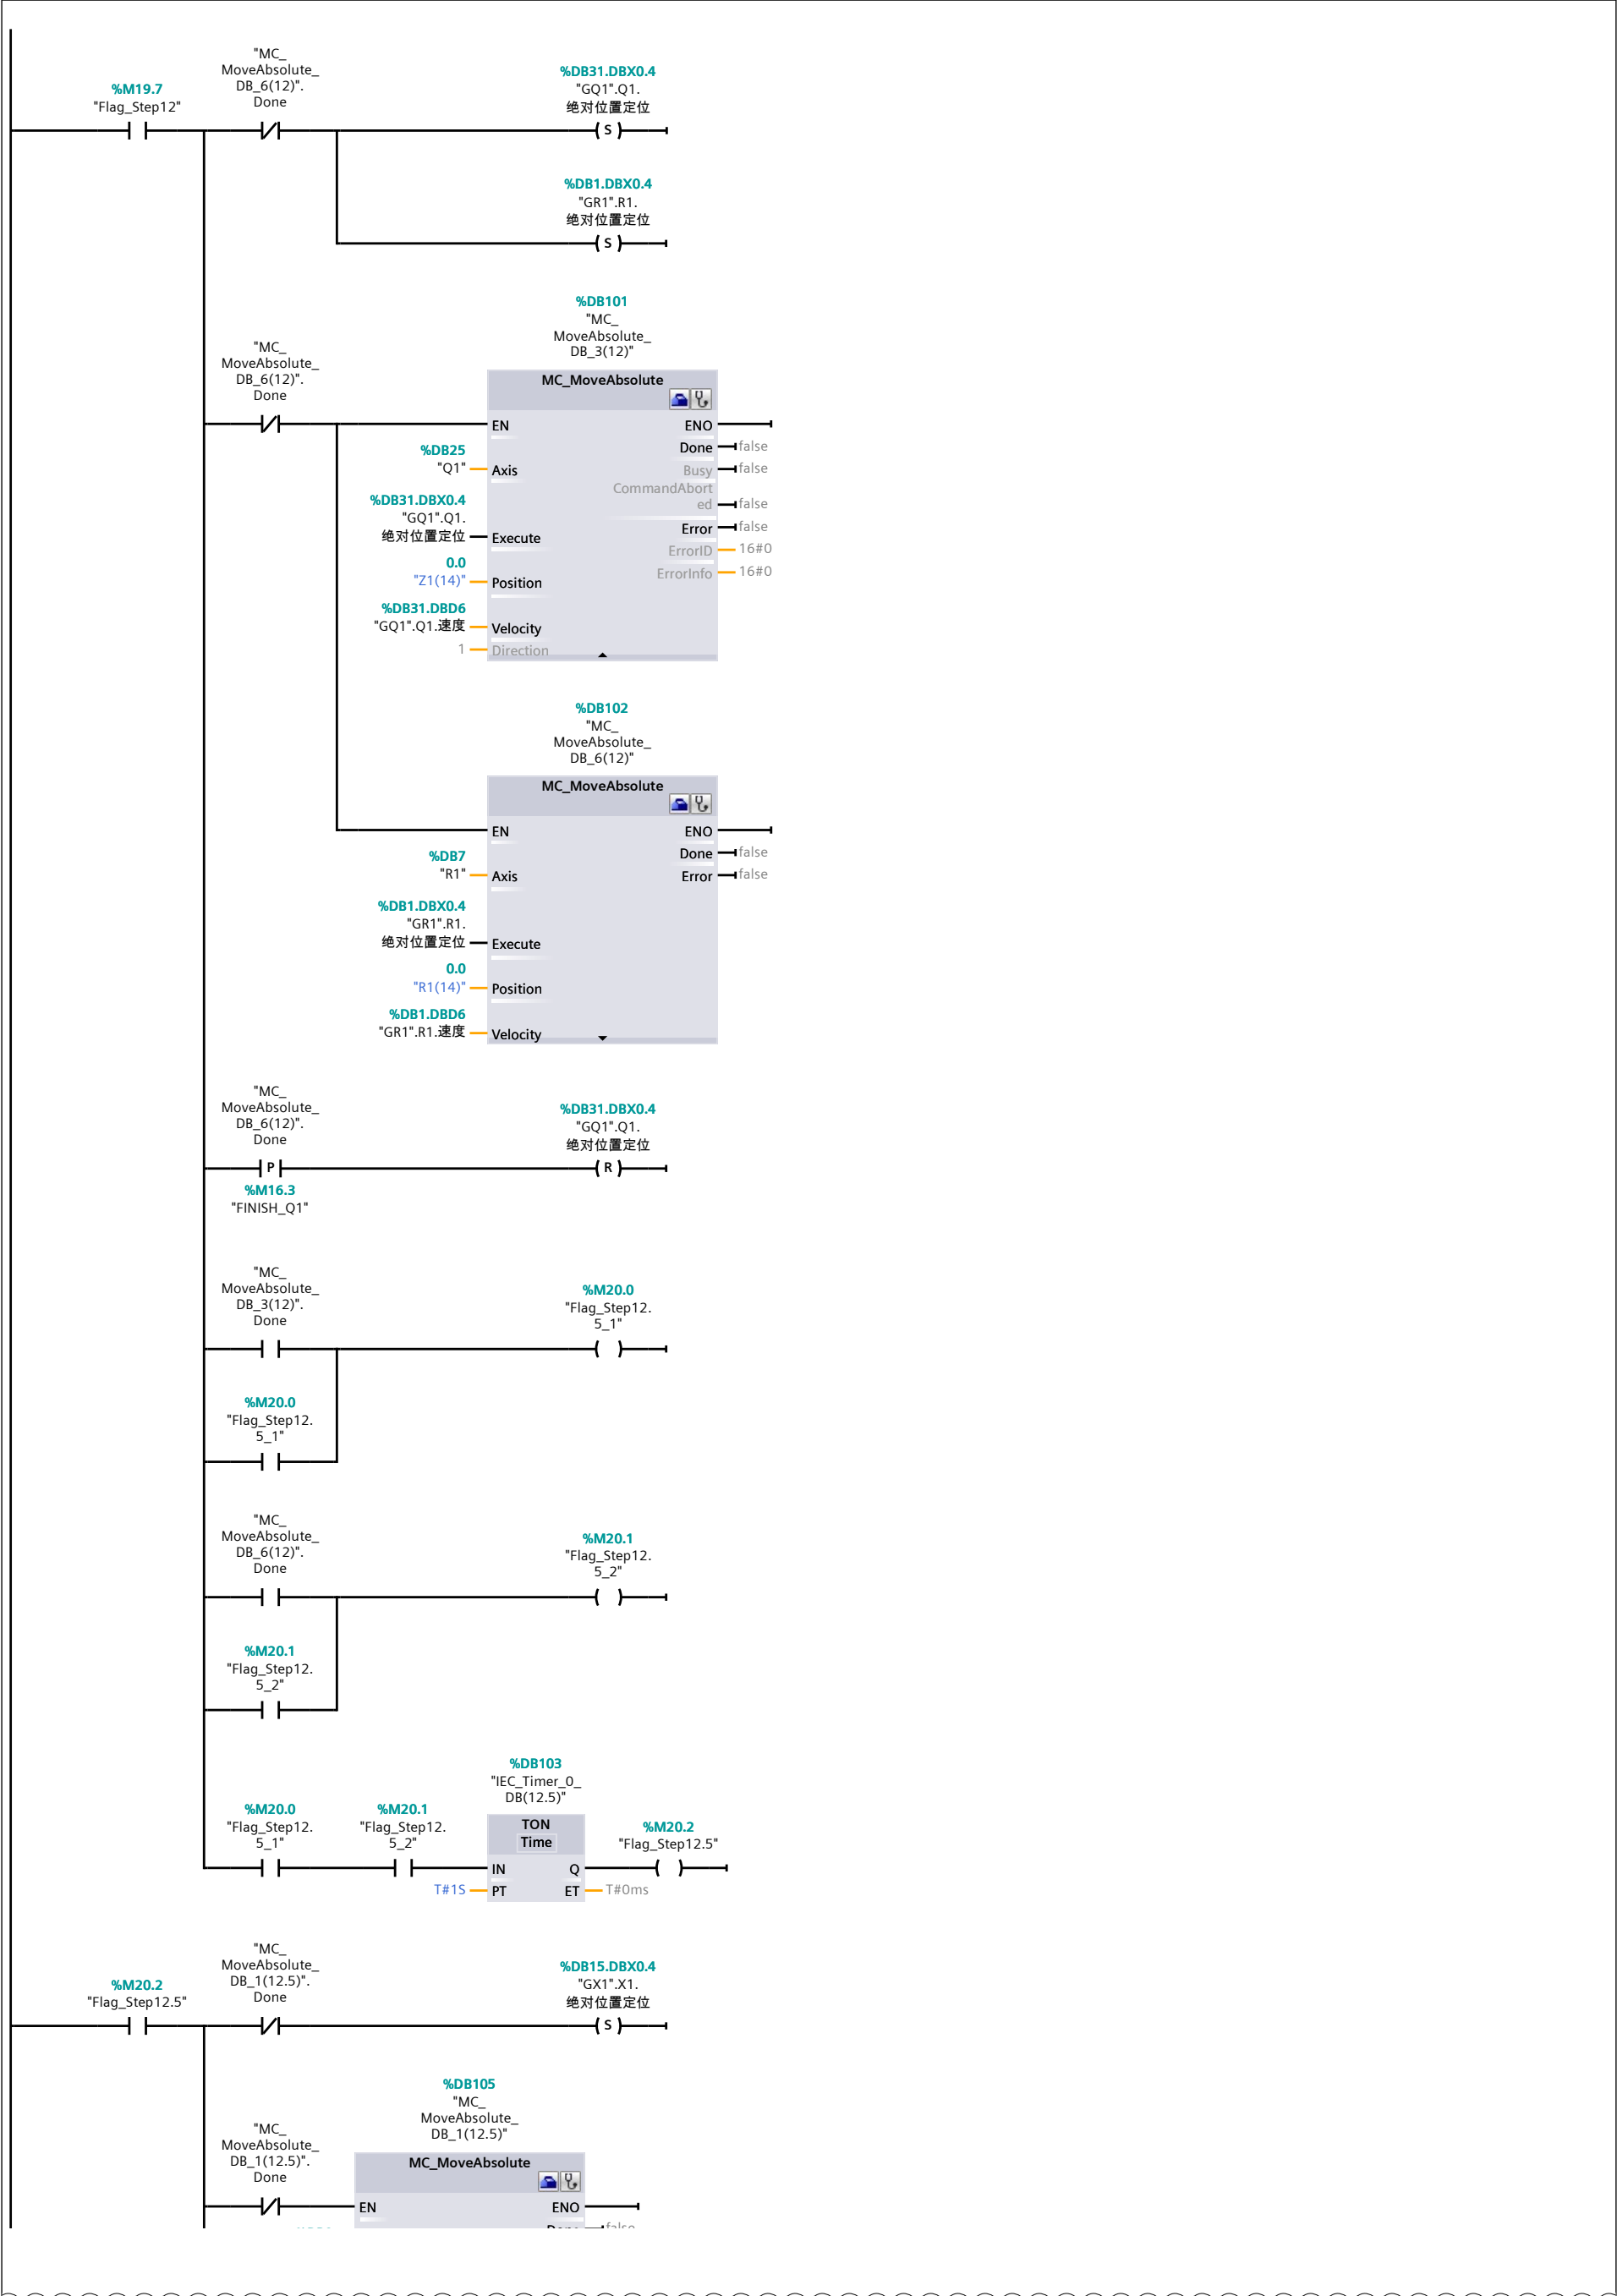 "MC_
MoveAbsolute_
DB_6(12)".
Done
%M19.7
"Flag_Step12"
%DB31.DBX0.4
"GQ1".Q1.
绝对位置定位
S
%DB1.DBX0.4
"GR1".R1.
绝对位置定位
S
%DB101
"MC_
MoveAbsolute_
DB_3(12)"
"MC_
MoveAbsolute_
DB_6(12)".
Done
MC_MoveAbsolute
EN ENO
Done false
%DB25
"Q1" Axis
Busy false
CommandAbort
ed false
%DB31.DBX0.4
"GQ1".Q1.
绝对位置定位 Execute
Error false
ErrorID 16#0
0.0
"Z1(14)" Position
ErrorInfo 16#0
%DB31.DBD6
"GQ1".Q1.速度 Velocity
1 Direction
%DB102
"MC_
MoveAbsolute_
DB_6(12)"
MC_MoveAbsolute
EN ENO
Done false
%DB7
"R1" Axis
Error false
%DB1.DBX0.4
"GR1".R1.
绝对位置定位 Execute
0.0
"R1(14)" Position
%DB1.DBD6
"GR1".R1.速度 Velocity
"MC_
MoveAbsolute_
DB_6(12)".
Done
P
%M16.3
"FINISH_Q1"
%DB31.DBX0.4
"GQ1".Q1.
绝对位置定位
R
"MC_
MoveAbsolute_
DB_3(12)".
Done
%M20.0
"Flag_Step12.
5_1"
%M20.0
"Flag_Step12.
5_1"
"MC_
MoveAbsolute_
DB_6(12)".
Done
%M20.1
"Flag_Step12.
5_2"
%M20.1
"Flag_Step12.
5_2"
%DB103
"IEC_Timer_0_
DB(12.5)"
%M20.0
"Flag_Step12.
5_1"
%M20.1
"Flag_Step12.
5_2"
TON
Time
IN Q
T#1S PT ET T#0ms
%M20.2
"Flag_Step12.5"
%M20.2
"Flag_Step12.5"
"MC_
MoveAbsolute_
DB_1(12.5)".
Done
%DB15.DBX0.4
"GX1".X1.
绝对位置定位
S
%DB105
"MC_
MoveAbsolute_
DB_1(12.5)"
"MC_
MoveAbsolute_
DB_1(12.5)".
Done
MC_MoveAbsolute
EN ENO